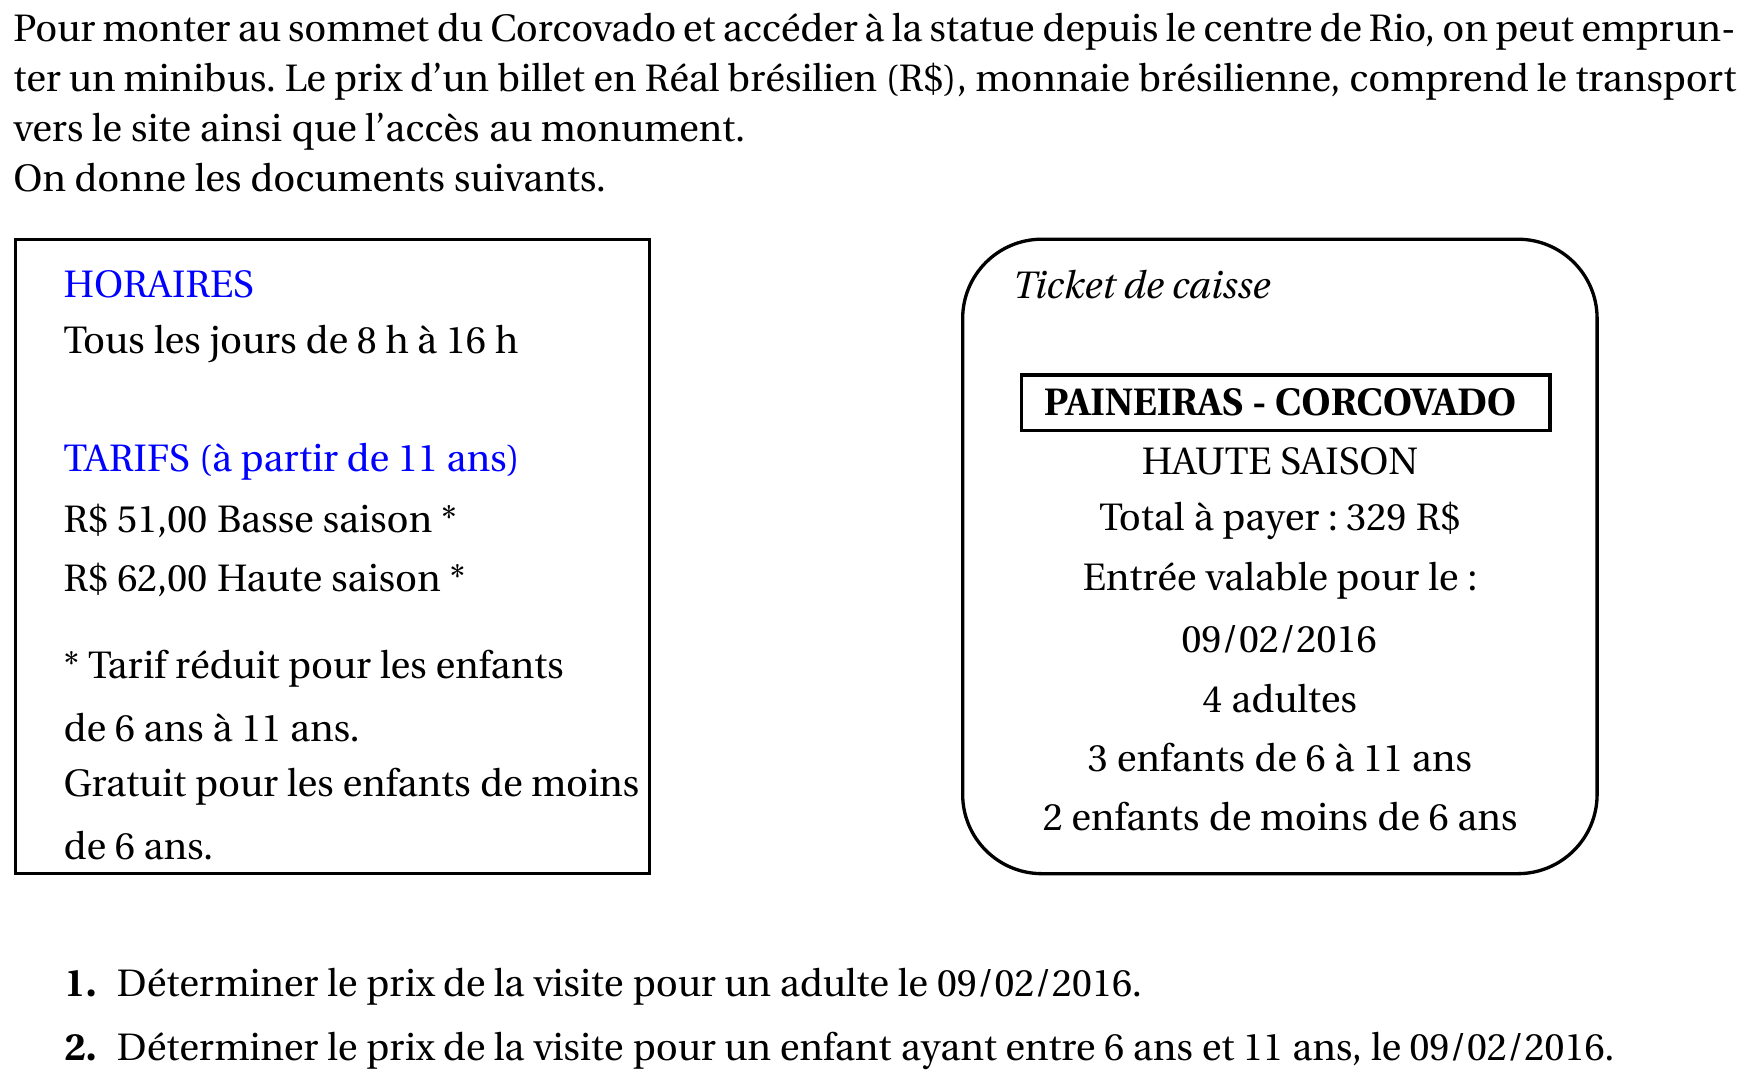 Pour monter au sommet du Corcovado et accéder à la statue depuis le centre de Rio, on peut emprun-
ter un minibus. Le prix d’un billet en Réal brésilien (R$), monnaie brésilienne, comprend le transport
vers le site ainsi que l’accès au monument.
On donne les documents suivants.
HORAIRES
Tous les jours de 8 h à 16 h
TARIFS (à partir de 11 ans)
R$ 51,00 Basse saison *
R$ 62,00 Haute saison *
* Tarif réduit pour les enfants
de 6 ans à 11 ans.
Gratuit pour les enfants de moins
de 6 ans.
Ticket de caisse
PAINEIRAS - CORCOVADO
HAUTE SAISON
Total à payer : 329 R$
Entrée valable pour le :
09/02/2016
4 adultes
3 enfants de 6 à 11 ans
2 enfants de moins de 6 ans
1. Déterminer le prix de la visite pour un adulte le 09/02/2016.
2. Déterminer le prix de la visite pour un enfant ayant entre 6 ans et 11 ans, le 09/02/2016.